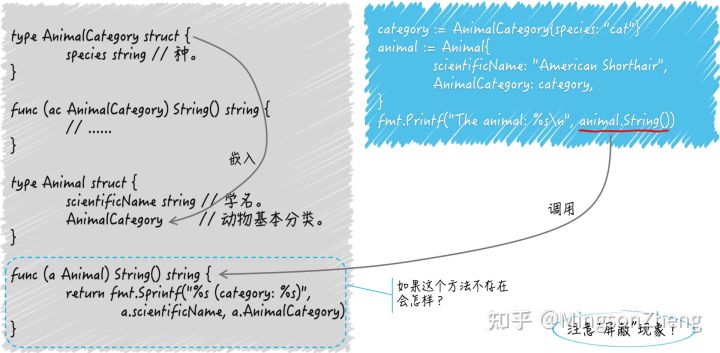 type AnimalCategory struct {
species string // 种。
}
func (ac AnimalCategory) String() string {
// ......
}
嵌入
type Animal struct {
scientificName string // 学名。
AnimalCategory // 动物基本分类。
}
func (a Animal) String() string {
return fmt.Sprintf("%s (category: %s)",
a.scientificName, a.AnimalCategory)
}
category := AnimalCategory{species: "cat"}
animal := Animal{
scientificName: "American Shorthair",
AnimalCategory: category,
}
fmt.Printf("The animal: %s\n", animal.String())
调用
如果这个方法不存在
会怎样？
知乎 @MingsonZheng
注意"屏蔽"现象！